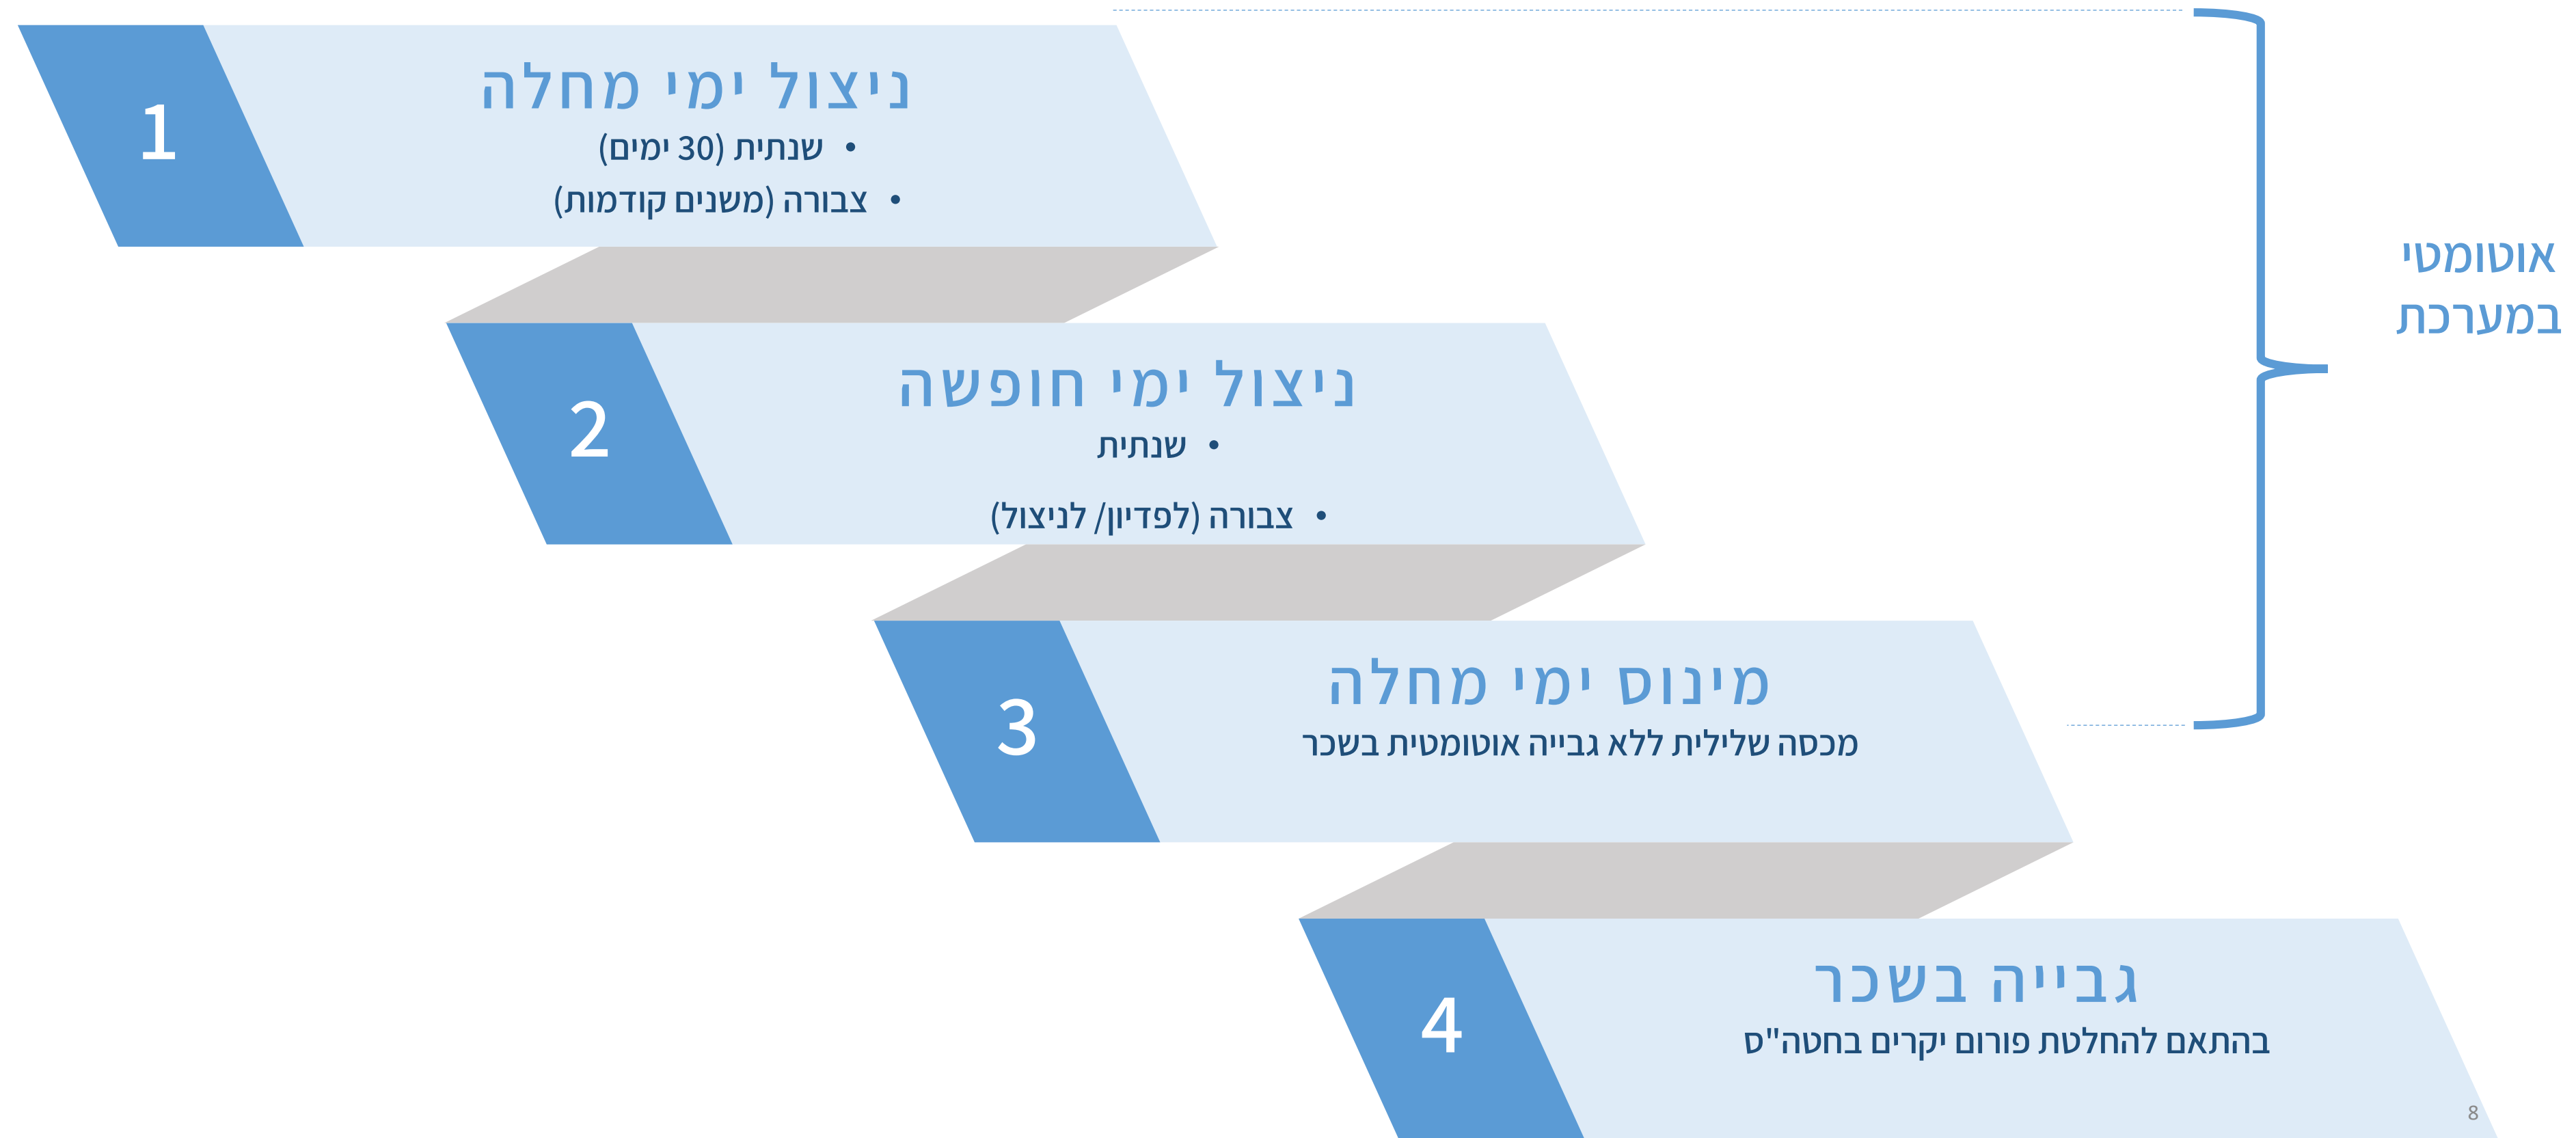 1
ניצול ימי מחלה
• שנתית (30 ימים)
• צבורה (משנים קודמות)
2
ניצול ימי חופשה
• שנתית
• צבורה (לפדיון/ לניצול)
3
מינוס ימי מחלה
מכסה שלילית ללא גבייה אוטומטית בשכר
4
גבייה בשכר
בהתאם להחלטת פורום יקרים בחטה"ס
אוטומטי
במערכת
8